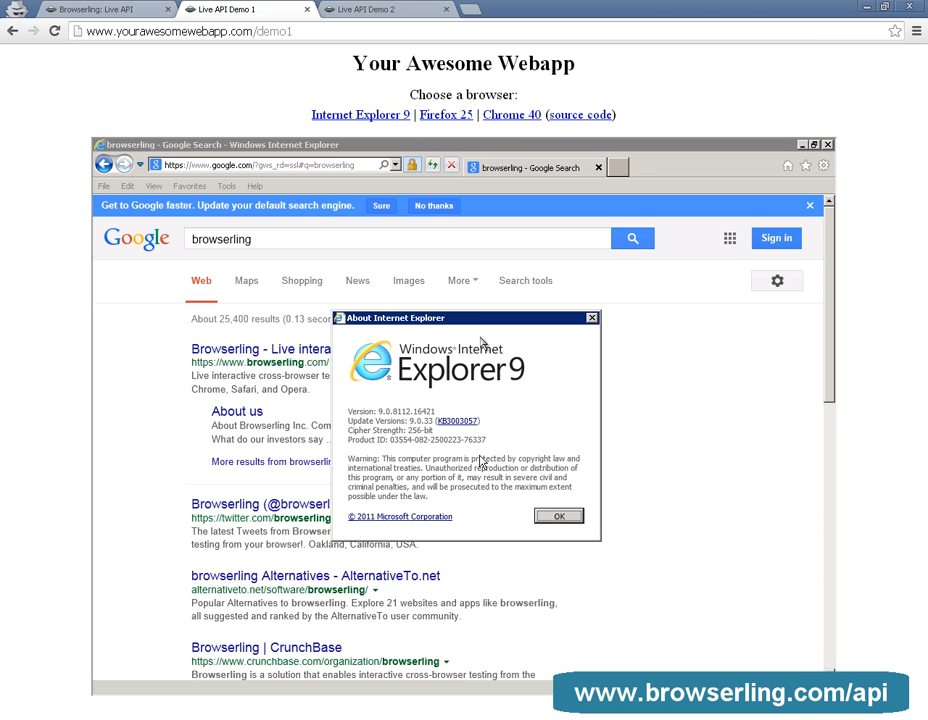 Browserling: Live API
Live API Demo 1
Live API Demo 2
www.yourawesomewebapp.com/demo1
Your Awesome Webapp
Choose a browser:
Internet Explorer 9 | Firefox 25 | Chrome 40 (source code)
browserling - Google Search - Windows Internet Explorer
https://www.google.com/?gws_rd=ssl#q=browserling
browserling - Google Search
File Edit View Favorites Tools Help
Get to Google faster. Update your default search engine. Sure No thanks
Google
browserling
Sign in
Web Maps Shopping News Images More Search tools
About 25,400 results (0.13 secon
About Internet Explorer
Windows Internet
Explorer 9
Version: 9.0.8112.16421
Update Versions: 9.0.33 (KB3003057)
Cipher Strength: 256-bit
Product ID: 03554-082-2500223-76337
Warning: This computer program is protected by copyright law and
international treaties. Unauthorized reproduction or distribution of
this program, or any portion of it, may result in severe civil and
criminal penalties, and will be prosecuted to the maximum extent
possible under the law.
© 2011 Microsoft Corporation
OK
Browserling - Live intera
https://www.browserling.com/
Live interactive cross-browser te
Chrome, Safari, and Opera.
About us
About Browserling Inc. Com
What do our investors say ...
More results from browserlin
Browserling (@browserl
https://twitter.com/browserling
The latest Tweets from Browser
testing from your browser!. Oakland, California, USA.
browserling Alternatives - AlternativeTo.net
alternativeto.net/software/browserling/
Popular Alternatives to browserling. Explore 21 websites and apps like browserling,
all suggested and ranked by the AlternativeTo user community.
Browserling | CrunchBase
https://www.crunchbase.com/organization/browserling
Browserling is a solution that enables interactive cross-browser testing from the
www.browserling.com/api